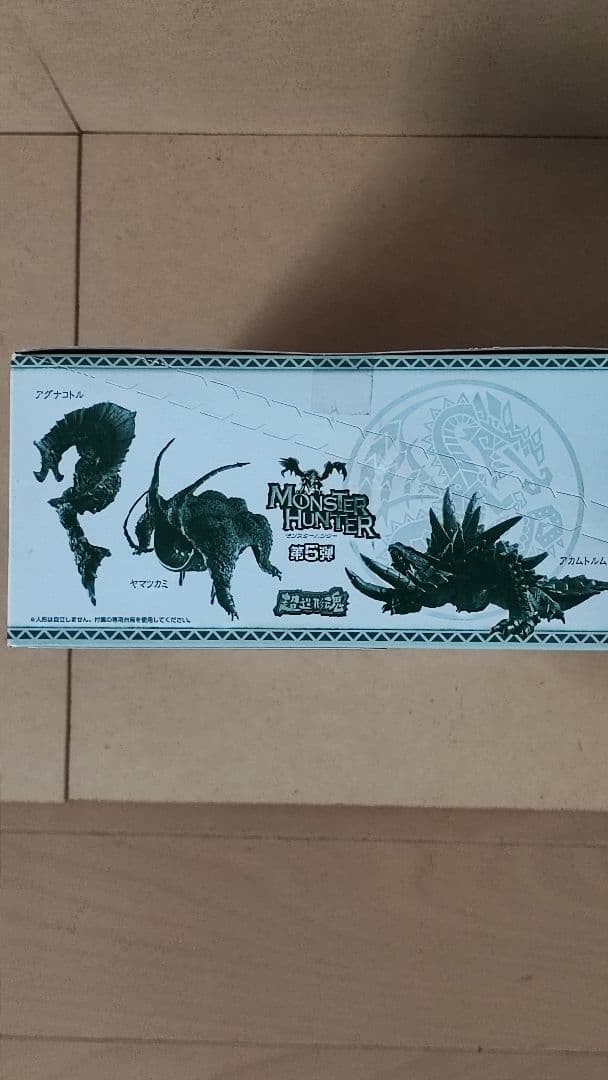 アグナコトル
ヤマツカミ
MONSTER
HUNTER
モンスターハンター
第5弾
超造形魂
アカムトルム
※人形は自立しません。付属の専用台座を使用してください。